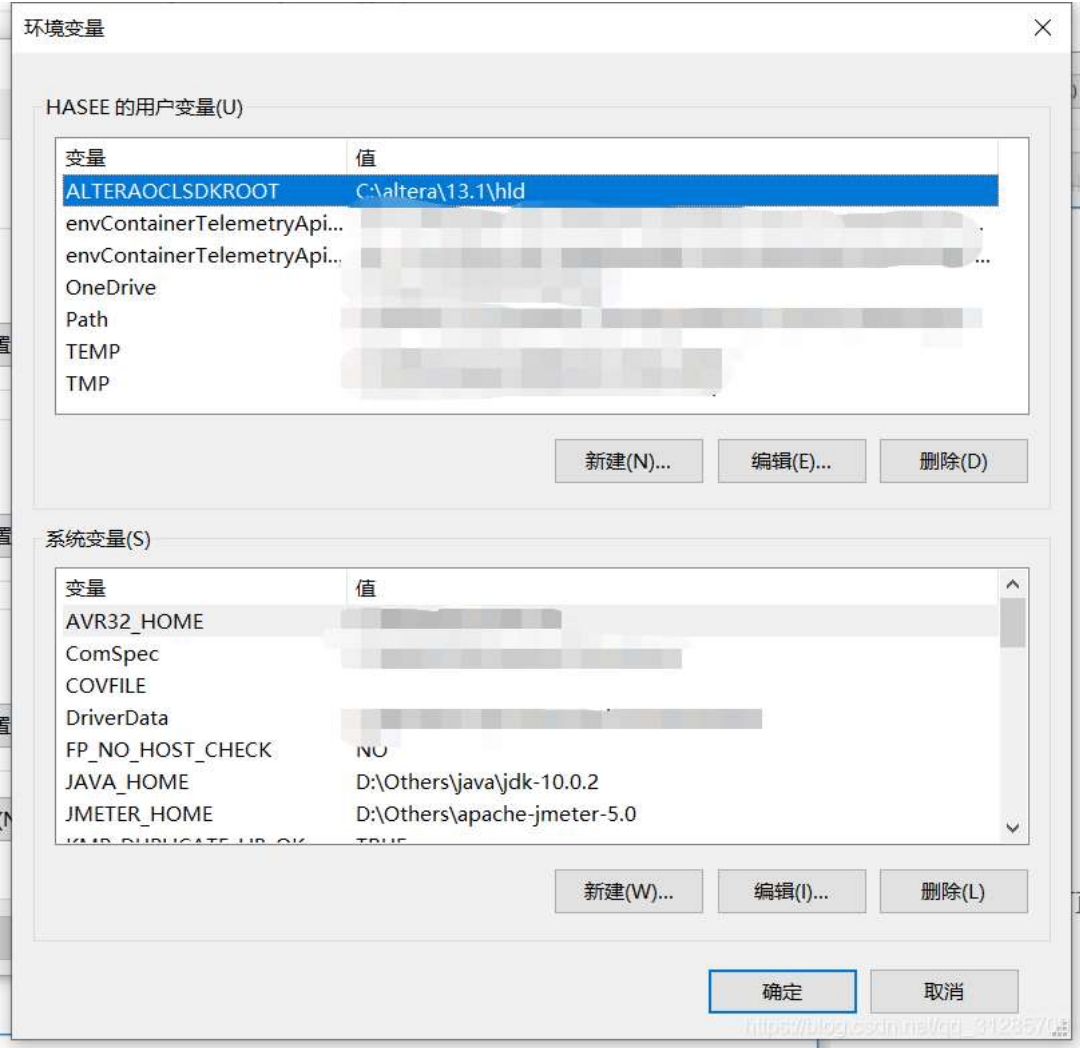 环境变量
HASEE 的用户变量(U)
变量 值
ALTERAOCLSDKROOT C:\altera\13.1\hld
envContainerTelemetryApi...
envContainerTelemetryApi... ...
OneDrive
Path
TEMP
TMP
新建(N)... 编辑(E)... 删除(D)
系统变量(S)
变量 值
AVR32_HOME
ComSpec
COVFILE
DriverData
FP_NO_HOST_CHECK NO
JAVA_HOME D:\Others\java\jdk-10.0.2
JMETER_HOME D:\Others\apache-jmeter-5.0
新建(W)... 编辑(I)... 删除(L)
确定 取消